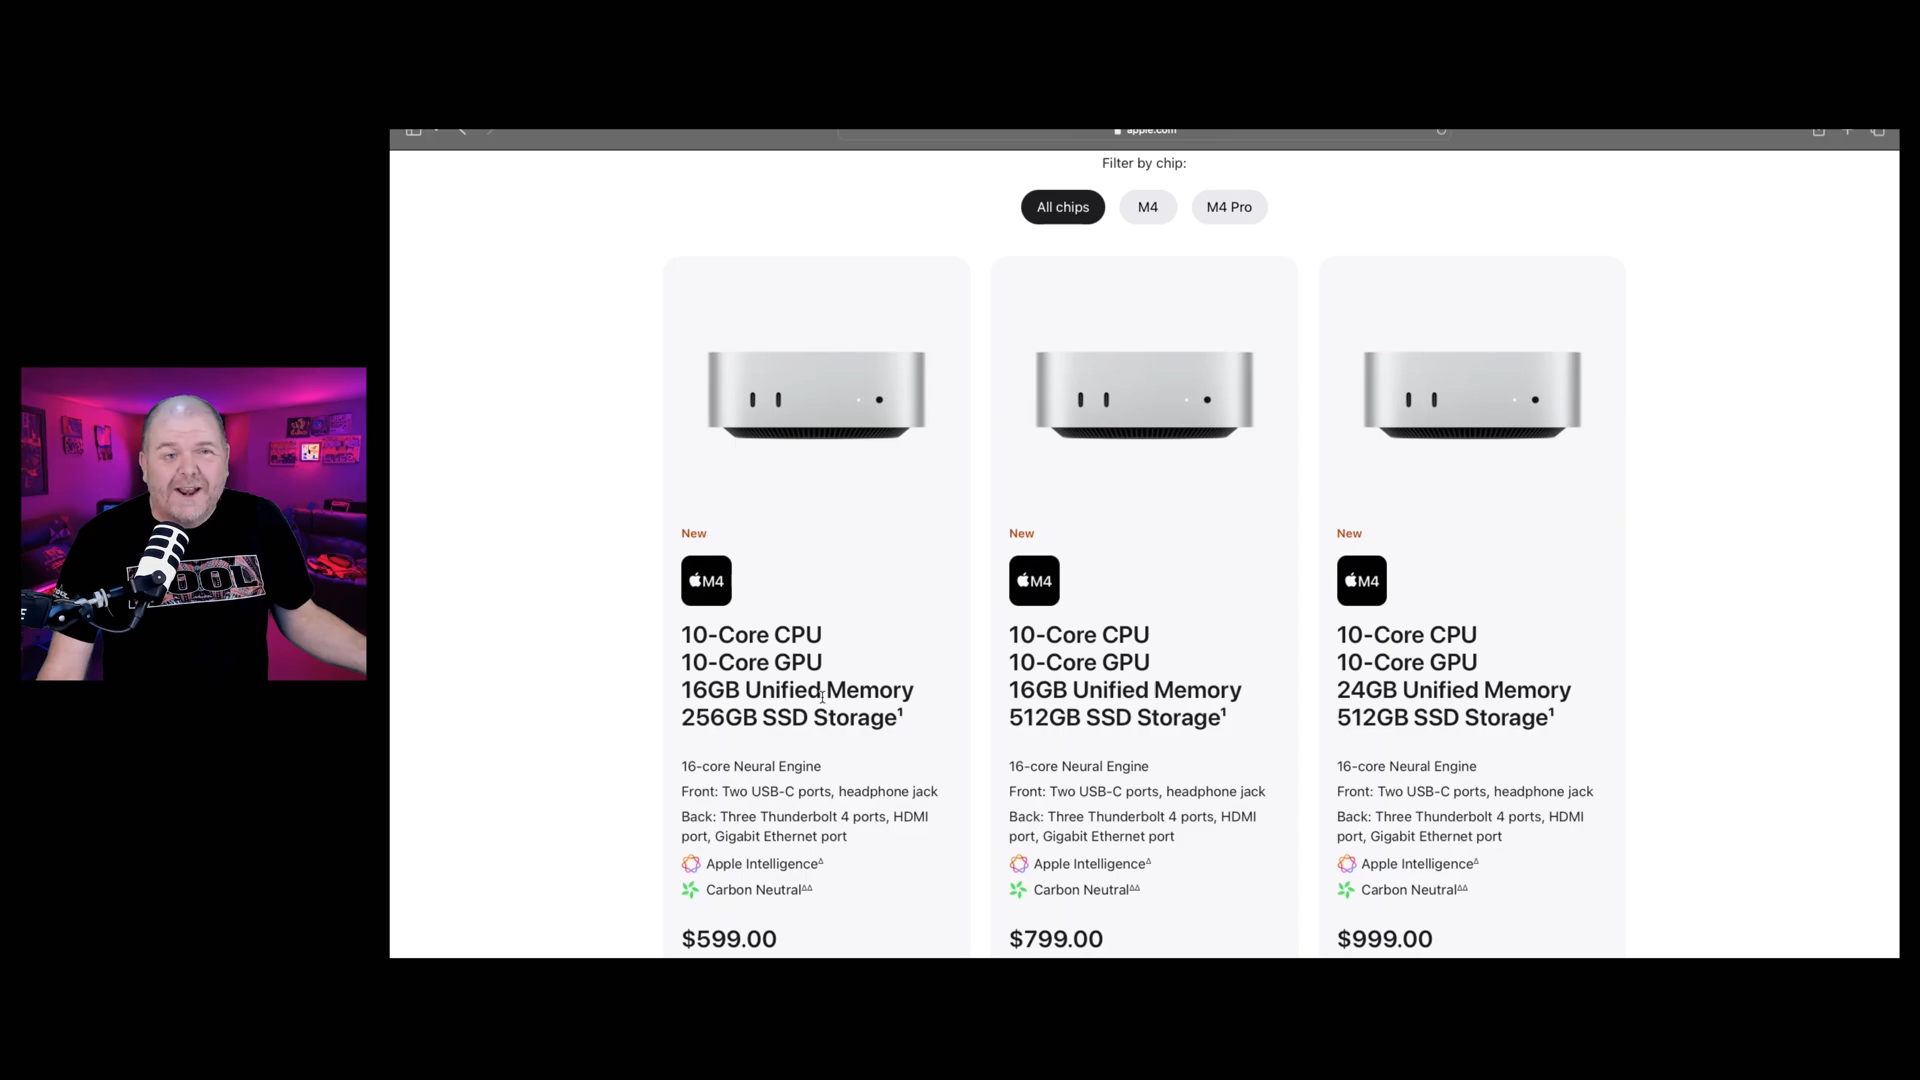 apple.com
Filter by chip:
All chips
M4
M4 Pro
New
M4
10-Core CPU
10-Core GPU
16GB Unified Memory
256GB SSD Storage¹
16-core Neural Engine
Front: Two USB-C ports, headphone jack
Back: Three Thunderbolt 4 ports, HDMI
port, Gigabit Ethernet port
Apple Intelligence∆
Carbon Neutral∆∆
$599.00
New
M4
10-Core CPU
10-Core GPU
16GB Unified Memory
512GB SSD Storage¹
16-core Neural Engine
Front: Two USB-C ports, headphone jack
Back: Three Thunderbolt 4 ports, HDMI
port, Gigabit Ethernet port
Apple Intelligence∆
Carbon Neutral∆∆
$799.00
New
M4
10-Core CPU
10-Core GPU
24GB Unified Memory
512GB SSD Storage¹
16-core Neural Engine
Front: Two USB-C ports, headphone jack
Back: Three Thunderbolt 4 ports, HDMI
port, Gigabit Ethernet port
Apple Intelligence∆
Carbon Neutral∆∆
$999.00